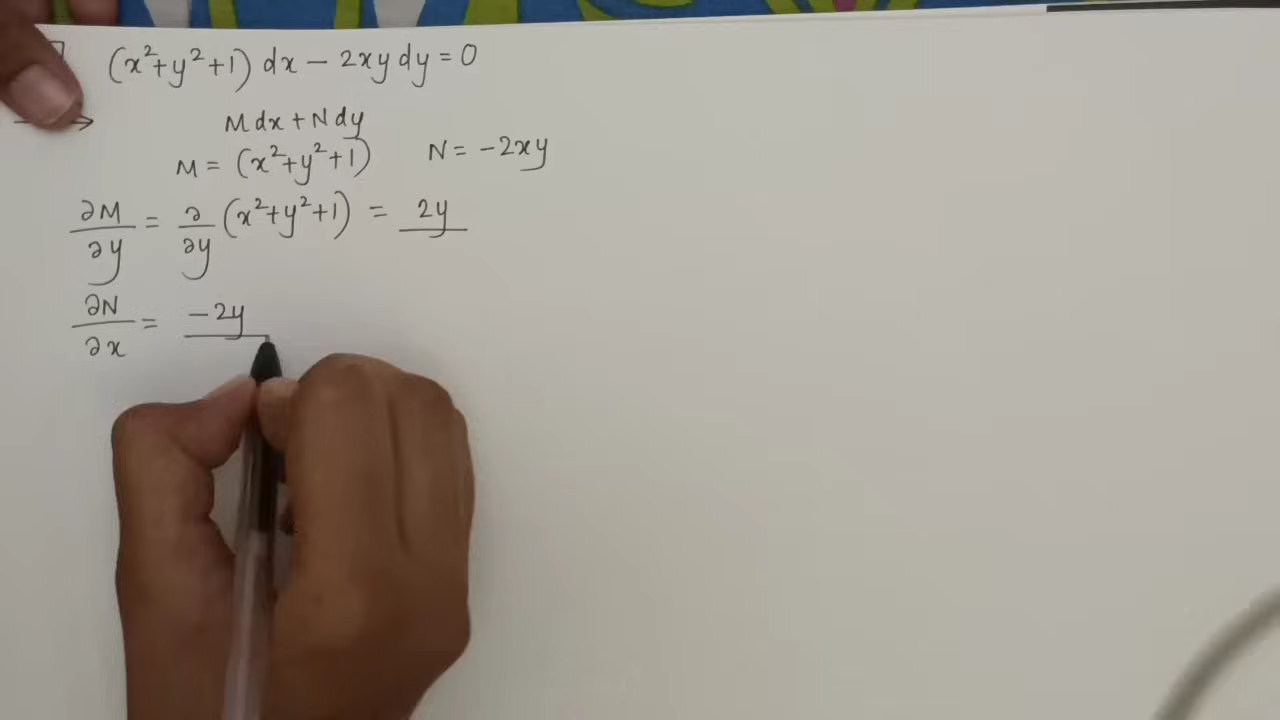 (x²+y²+1) dx − 2xy dy = 0
M dx + N dy
M = (x²+y²+1) N = −2xy
∂M/∂y = ∂/∂y (x²+y²+1) = 2y
∂N/∂x = −2y